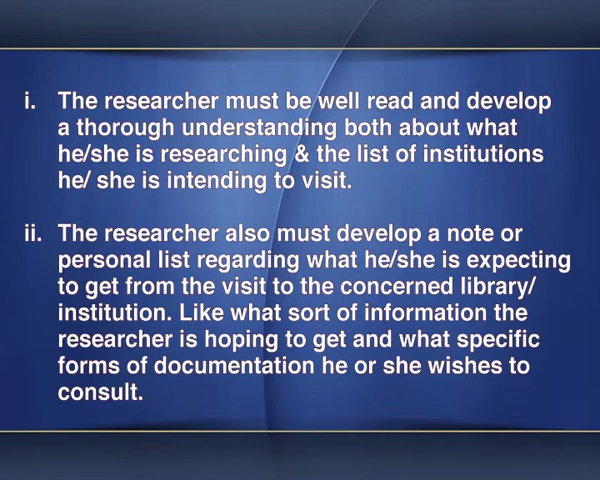 i. The researcher must be well read and develop
a thorough understanding both about what
he/she is researching & the list of institutions
he/ she is intending to visit.
ii. The researcher also must develop a note or
personal list regarding what he/she is expecting
to get from the visit to the concerned library/
institution. Like what sort of information the
researcher is hoping to get and what specific
forms of documentation he or she wishes to
consult.